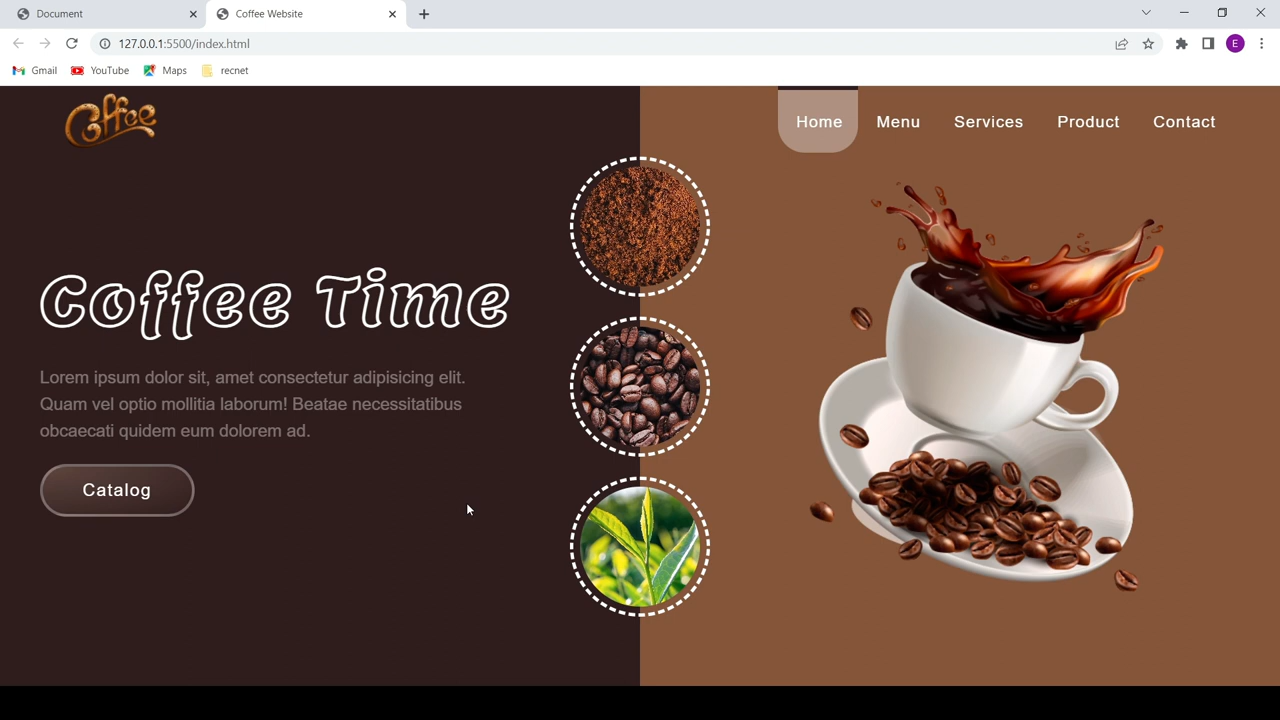 Document
Coffee Website
127.0.0.1:5500/index.html
E
Gmail
YouTube
Maps
recnet
Coffee
Home
Menu
Services
Product
Contact
Coffee Time
Lorem ipsum dolor sit, amet consectetur adipisicing elit.
Quam vel optio mollitia laborum! Beatae necessitatibus
obcaecati quidem eum dolorem ad.
Catalog